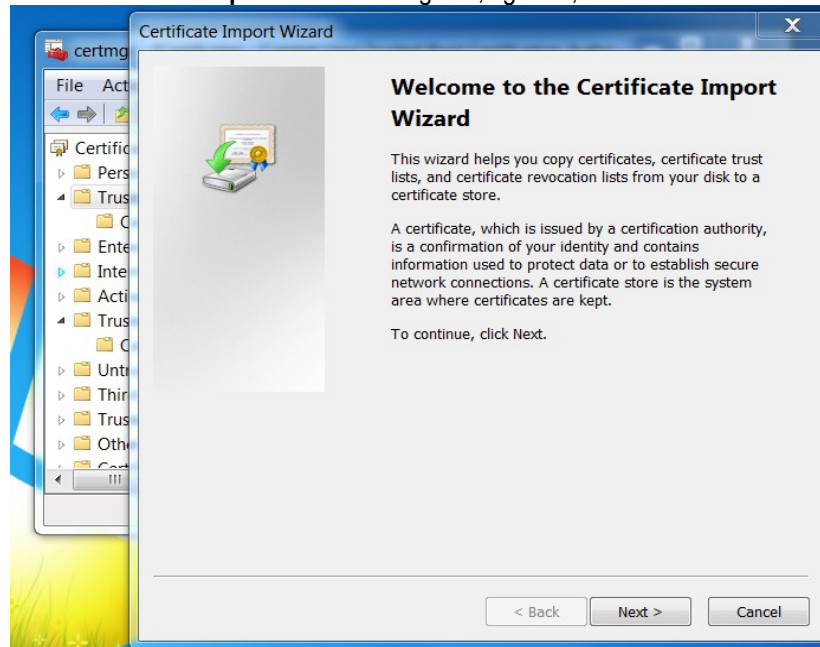 Certificate Import Wizard
X
certmg
File Act
Certific
Pers
Trus
C
Ente
Inte
Acti
Trus
C
Untr
Thir
Trus
Othe
Cert
Welcome to the Certificate Import
Wizard
This wizard helps you copy certificates, certificate trust
lists, and certificate revocation lists from your disk to a
certificate store.
A certificate, which is issued by a certification authority,
is a confirmation of your identity and contains
information used to protect data or to establish secure
network connections. A certificate store is the system
area where certificates are kept.
To continue, click Next.
< Back Next > Cancel